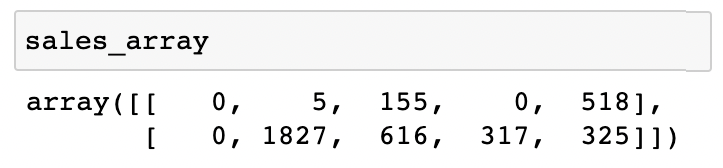 sales_array
array([[   0,    5,  155,    0,  518],
       [   0, 1827,  616,  317,  325]])